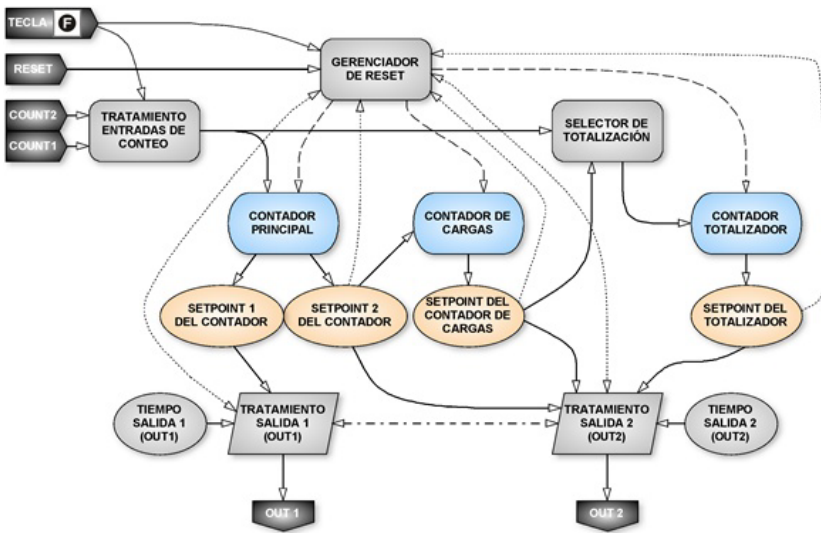 TECLA F
GERENCIADOR
DE RESET
RESET
COUNT2
COUNT1
TRATAMIENTO
ENTRADAS DE
CONTEO
SELECTOR DE
TOTALIZACIÓN
CONTADOR
PRINCIPAL
CONTADOR DE
CARGAS
CONTADOR
TOTALIZADOR
SETPOINT 1
DEL CONTADOR
SETPOINT 2
DEL CONTADOR
SETPOINT DEL
CONTADOR DE
CARGAS
SETPOINT DEL
TOTALIZADOR
TIEMPO
SALIDA 1
(OUT1)
TRATAMIENTO
SALIDA 1
(OUT1)
TRATAMIENTO
SALIDA 2
(OUT2)
TIEMPO
SALIDA 2
(OUT2)
OUT 1
OUT 2